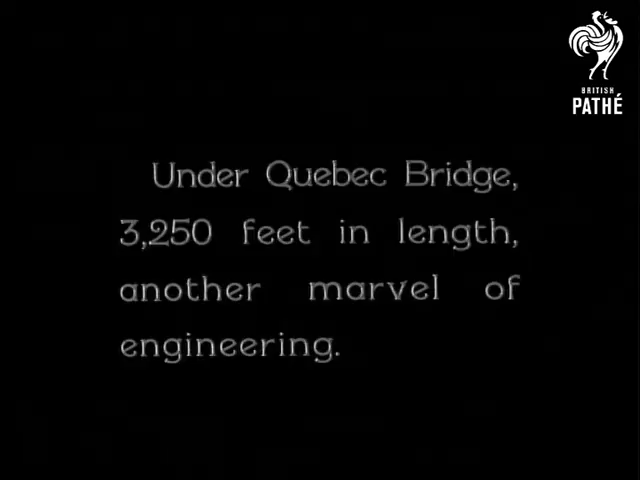 BRITISH
PATHÉ
Under Quebec Bridge,
3,250 feet in length,
another marvel of
engineering.